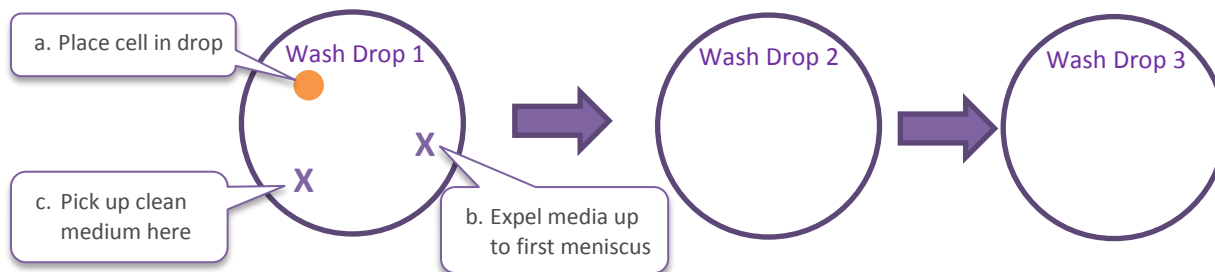 a. Place cell in drop
Wash Drop 1
Wash Drop 2
Wash Drop 3
X
X
c. Pick up clean
medium here
b. Expel media up
to first meniscus